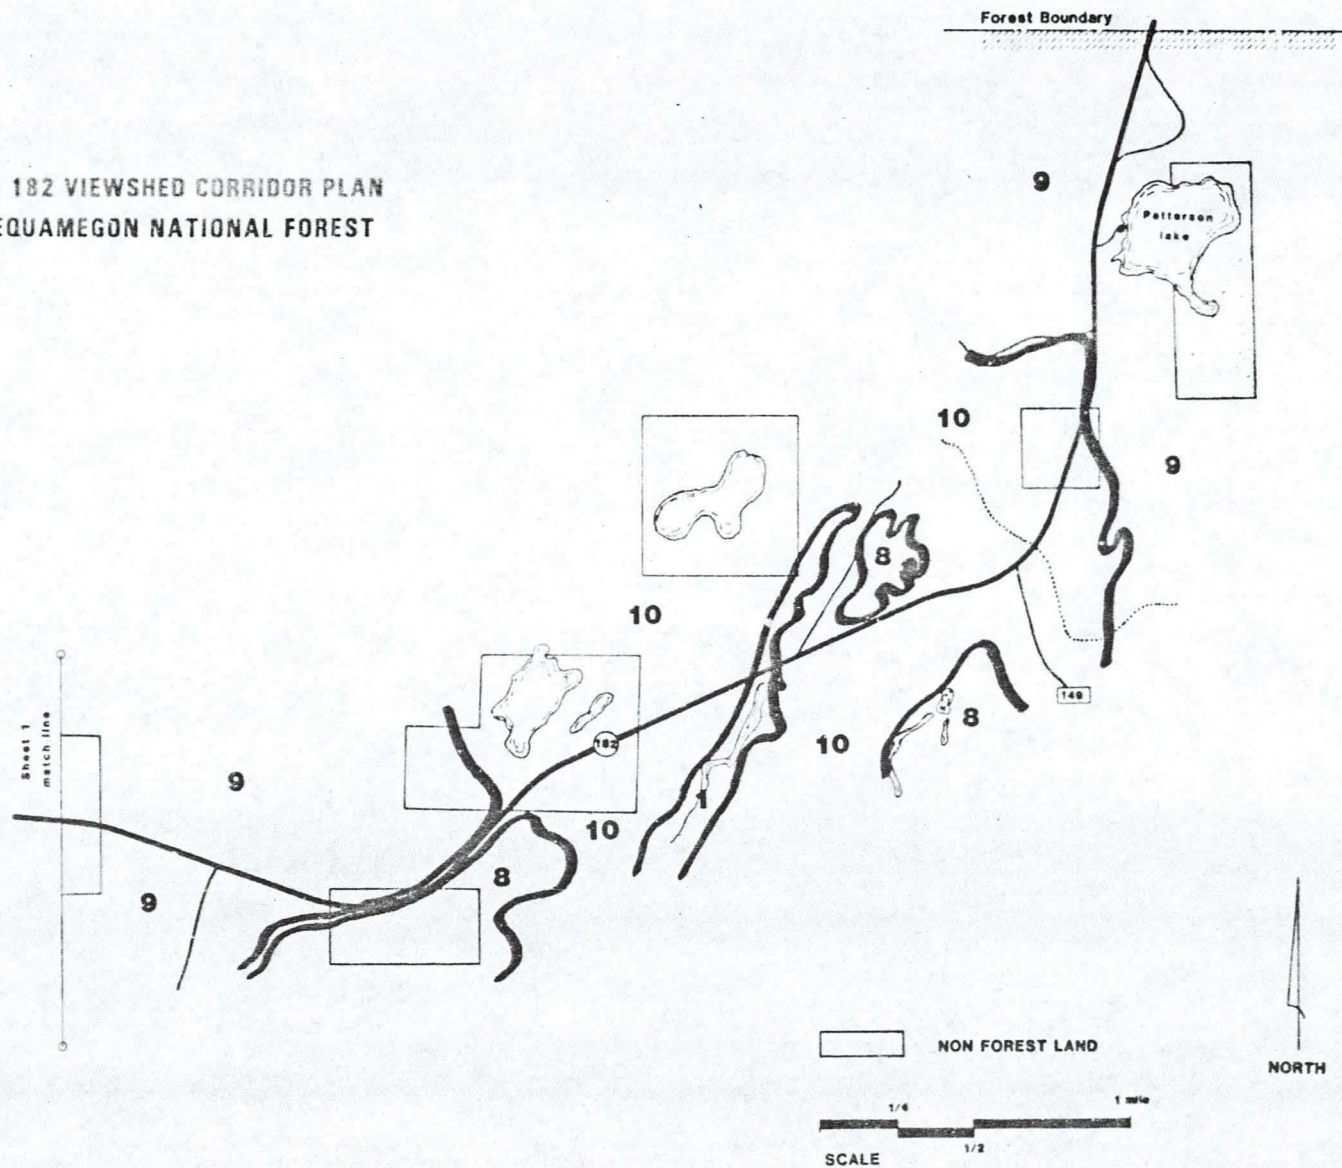 Forest Boundary
182 VIEWSHED CORRIDOR PLAN
EQUAMEGON NATIONAL FOREST
9
Patterson
lake
10
9
8
10
149
8
10
182
Sheet 1
match line
9
1
10
8
9
NON FOREST LAND
NORTH
1 mile
1/2
SCALE